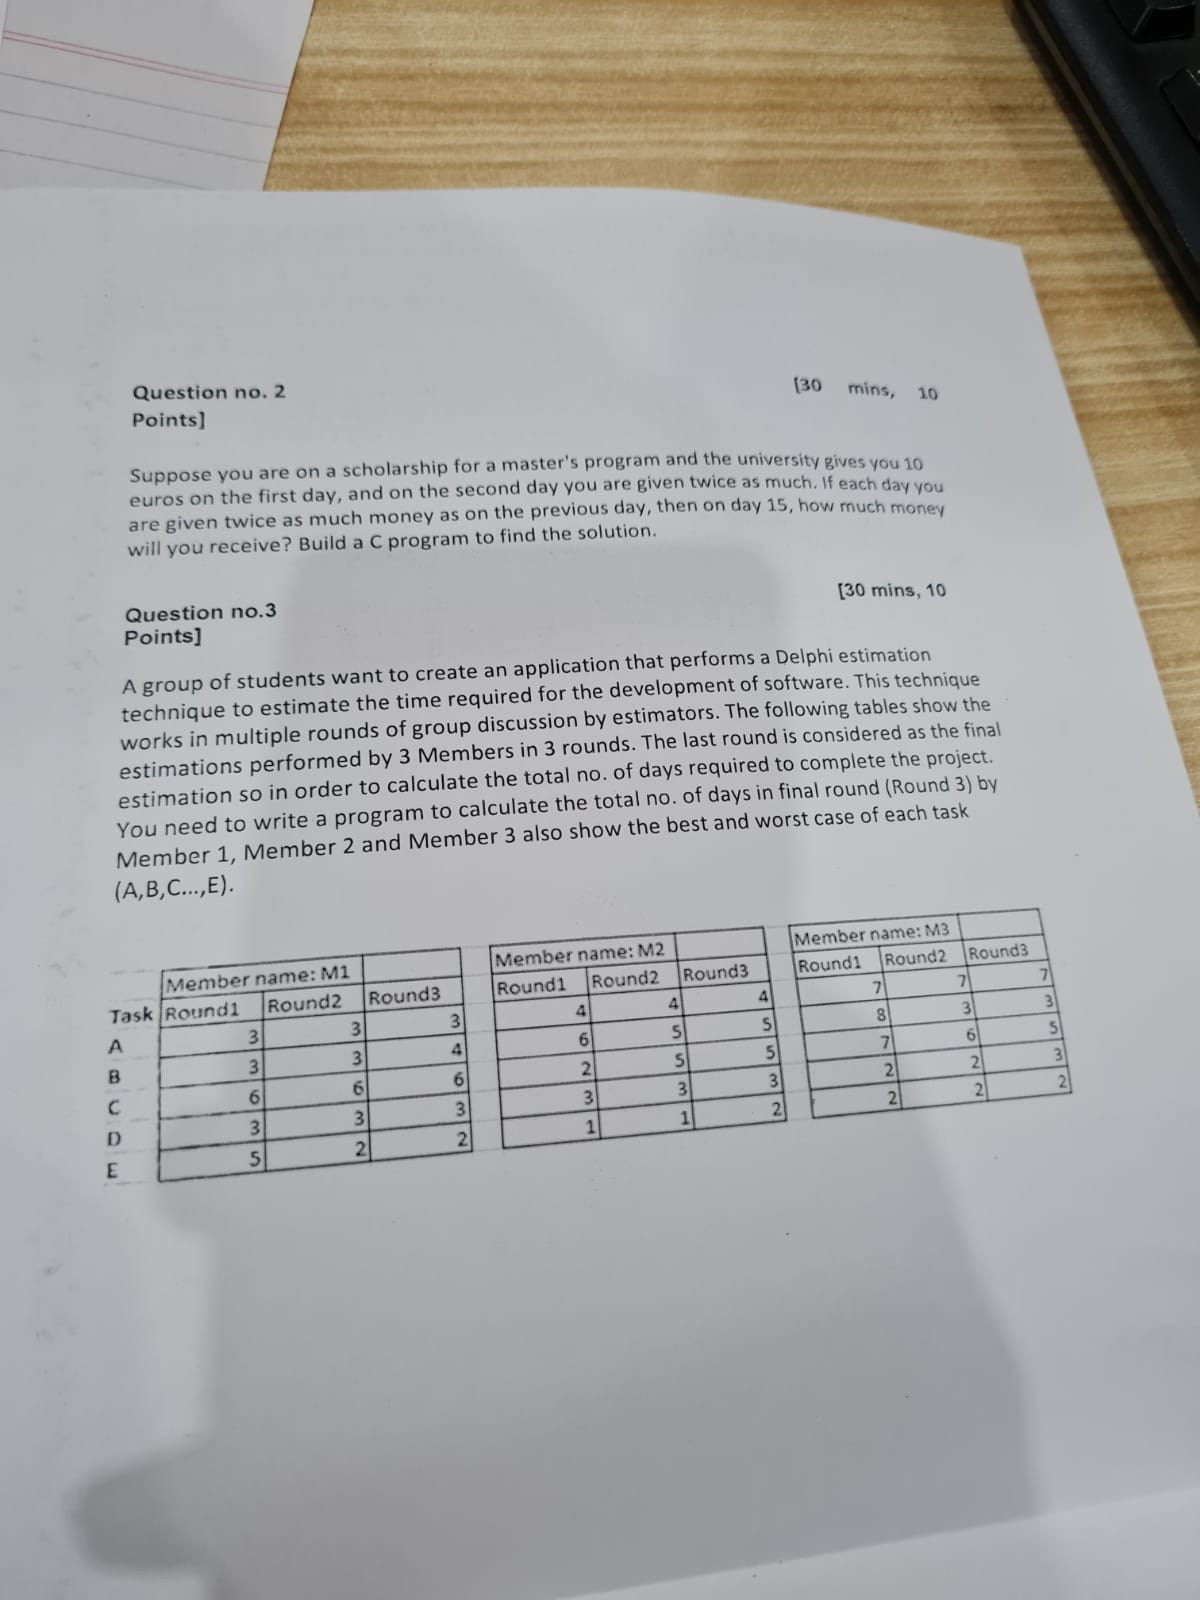 Question no. 2 [30 mins, 10
Points]
Suppose you are on a scholarship for a master's program and the university gives you 10
euros on the first day, and on the second day you are given twice as much. If each day you
are given twice as much money as on the previous day, then on day 15, how much money
will you receive? Build a C program to find the solution.
Question no.3 [30 mins, 10
Points]
A group of students want to create an application that performs a Delphi estimation
technique to estimate the time required for the development of software. This technique
works in multiple rounds of group discussion by estimators. The following tables show the
estimations performed by 3 Members in 3 rounds. The last round is considered as the final
estimation so in order to calculate the total no. of days required to complete the project.
You need to write a program to calculate the total no. of days in final round (Round 3) by
Member 1, Member 2 and Member 3 also show the best and worst case of each task
(A,B,C...,E).
Member name: M1 Member name: M2 Member name: M3
Task Round1 Round2 Round3 Round1 Round2 Round3 Round1 Round2 Round3
A 3 3 3 4 4 4 7 7 7
B 3 3 4 6 5 5 8 3 3
C 6 6 6 2 5 5 7 6 5
D 3 3 3 3 3 3 2 2 3
E 5 2 2 1 1 2 2 2 2